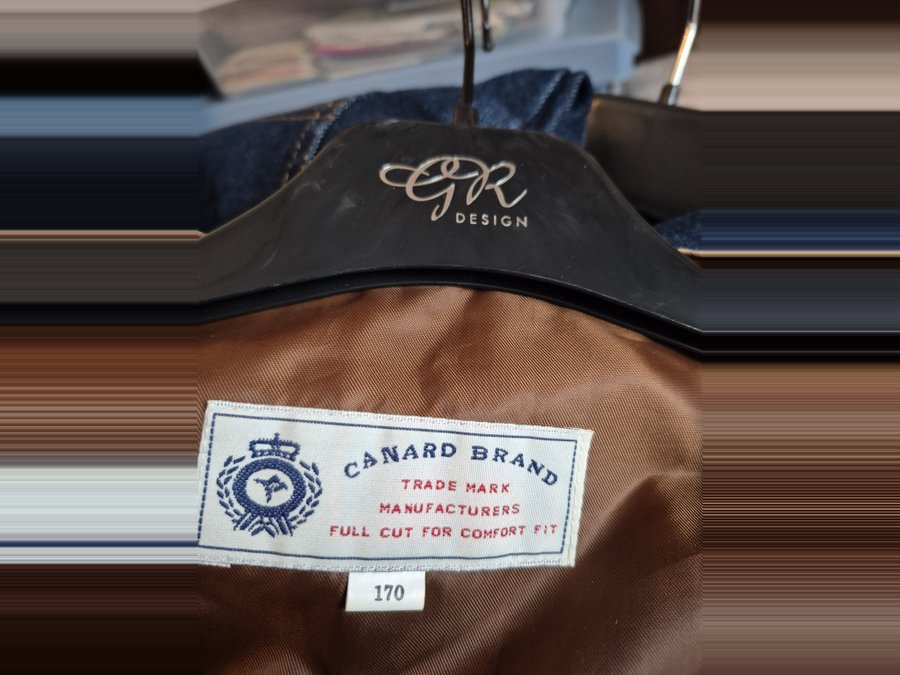 GR
DESIGN
CANARD BRAND
TRADE MARK
MANUFACTURERS
FULL CUT FOR COMFORT FIT
170